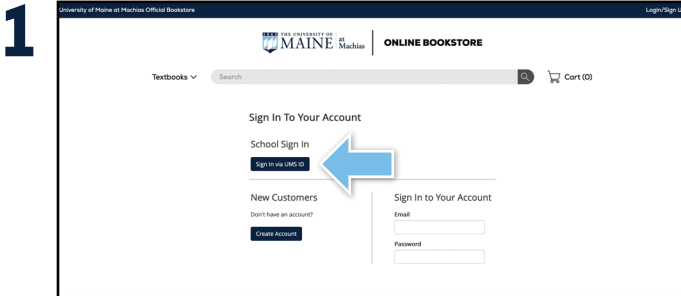 1
University of Maine at Machias Official Bookstore
Login/Sign U
THE UNIVERSITY OF
MAINE at Machias
ONLINE BOOKSTORE
Textbooks
Search
Cart (0)
Sign In To Your Account
School Sign In
Sign In via UMS ID
New Customers
Don't have an account?
Create Account
Sign In to Your Account
Email
Password